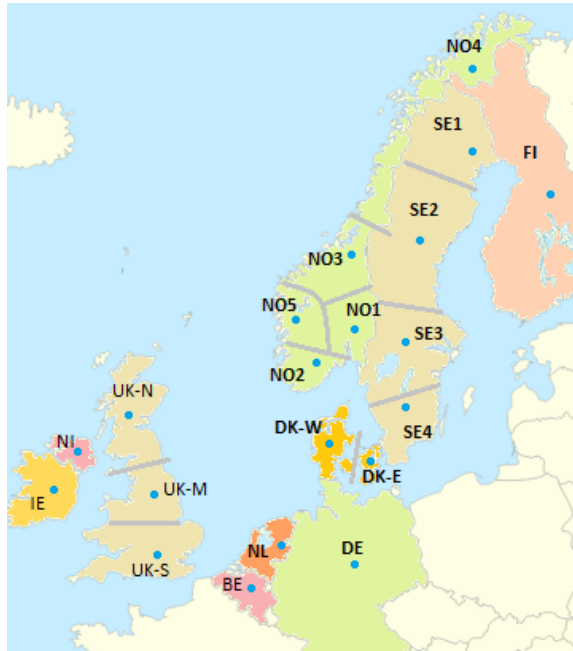 NO4
SE1
FI
SE2
NO3
NO5
NO1
SE3
NO2
UK-N
DK-W
SE4
NI
DK-E
IE
UK-M
NL
DE
UK-S
BE